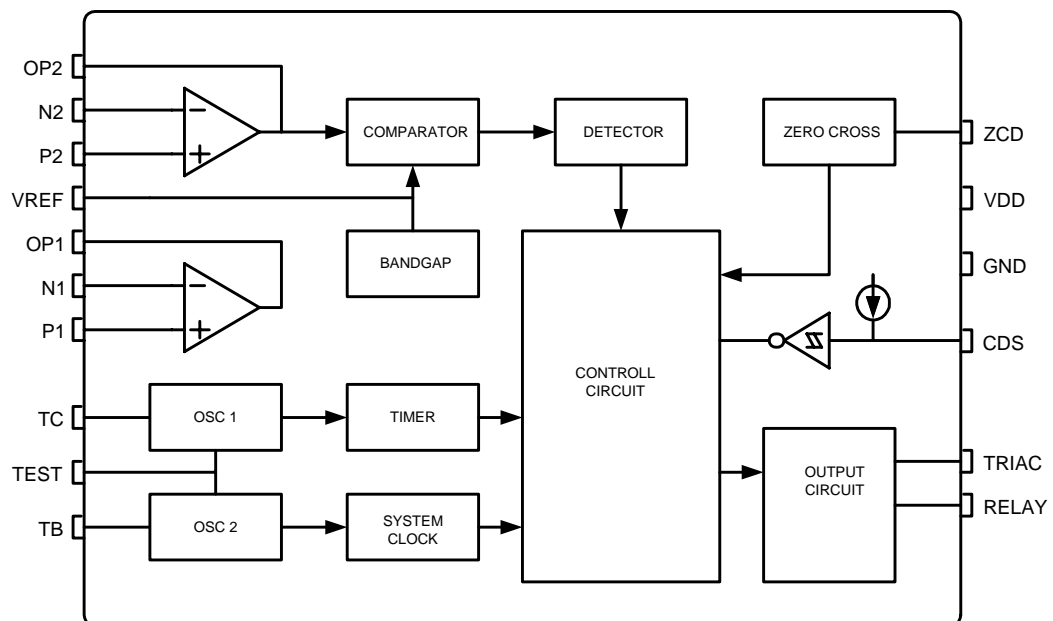 OP2
N2
P2
VREF
OP1
N1
P1
TC
TEST
TB
COMPARATOR
DETECTOR
ZERO CROSS
BANDGAP
CONTROLL
CIRCUIT
OSC 1
TIMER
OSC 2
SYSTEM
CLOCK
OUTPUT
CIRCUIT
ZCD
VDD
GND
CDS
TRIAC
RELAY